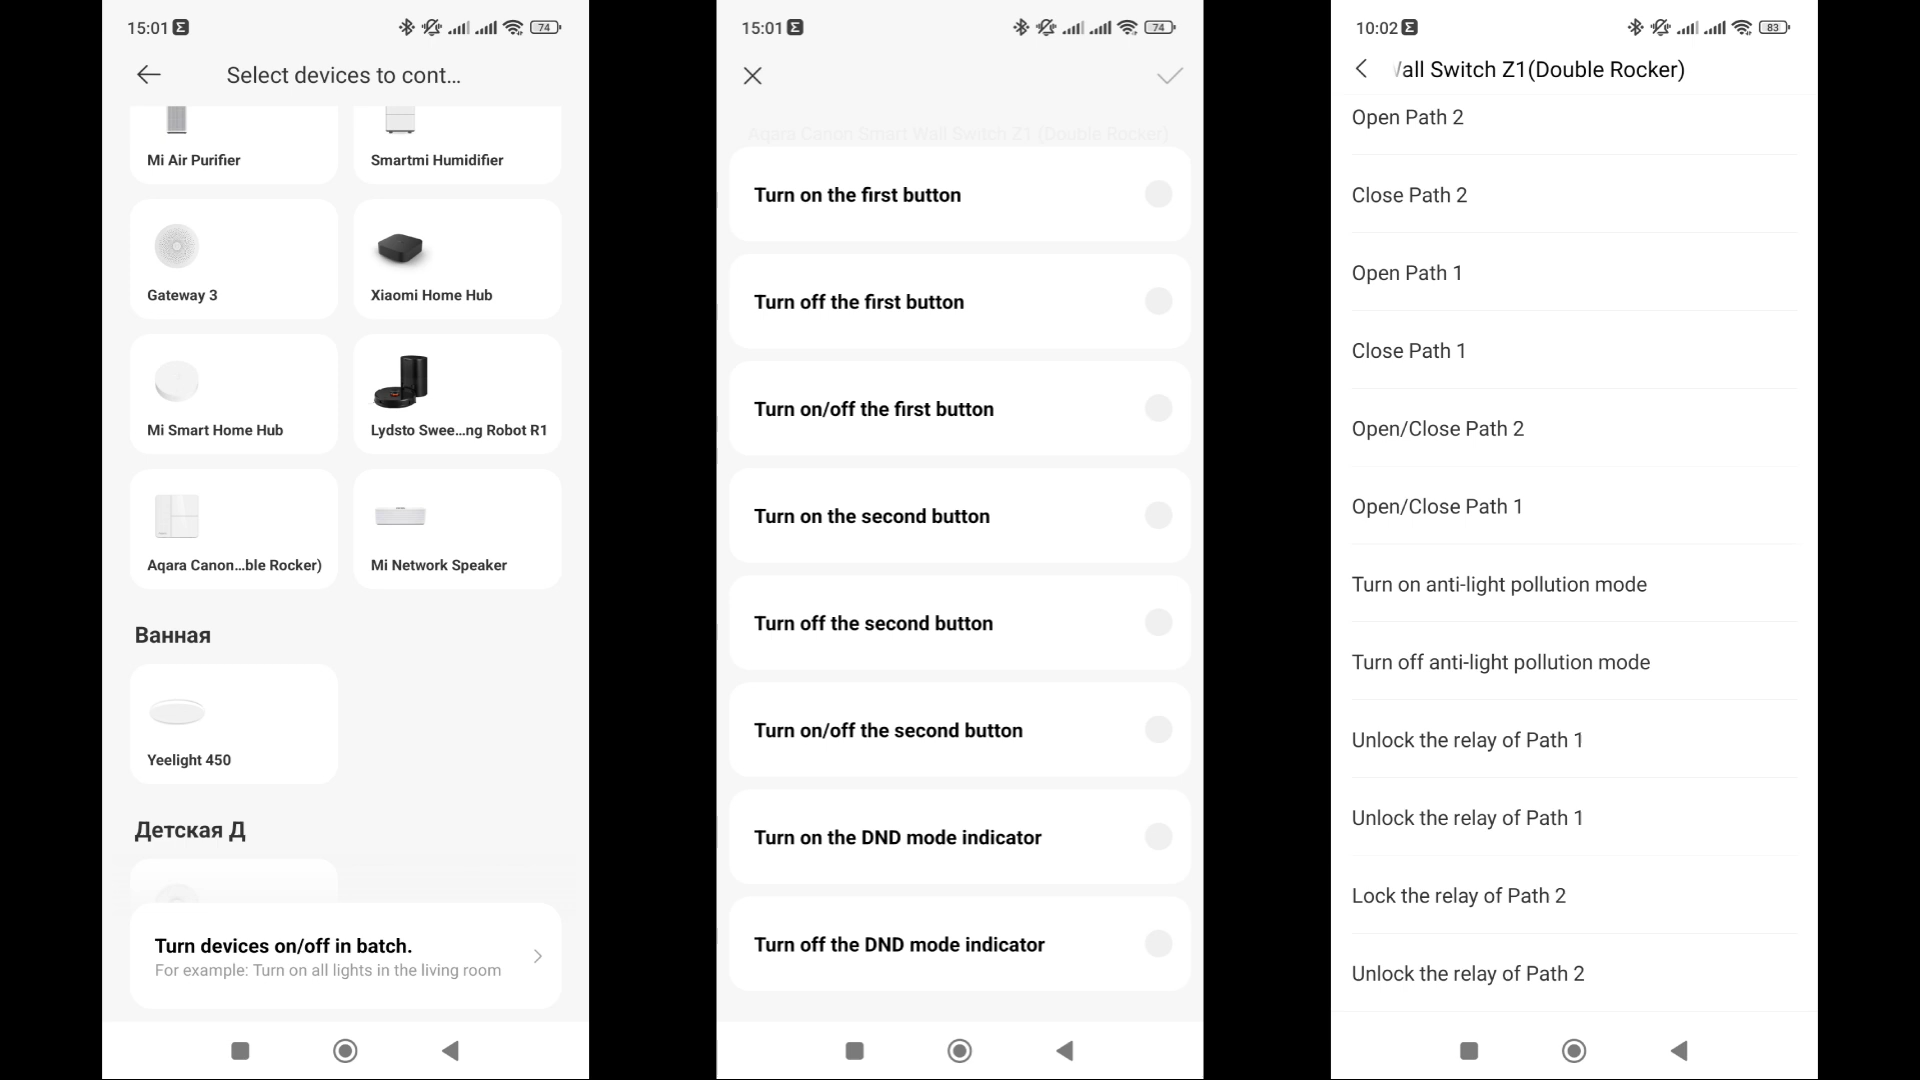 15:01
74
Select devices to cont...
Mi Air Purifier
Smartmi Humidifier
Gateway 3
Xiaomi Home Hub
Mi Smart Home Hub
Lydsto Swee...ng Robot R1
Aqara Canon...ble Rocker)
Mi Network Speaker
Ванная
Yeelight 450
Детская Д
Turn devices on/off in batch.
For example: Turn on all lights in the living room
15:01
74
Aqara Canon Smart Wall Switch Z1 (Double Rocker)
Turn on the first button
Turn off the first button
Turn on/off the first button
Turn on the second button
Turn off the second button
Turn on/off the second button
Turn on the DND mode indicator
Turn off the DND mode indicator
10:02
83
all Switch Z1(Double Rocker)
Open Path 2
Close Path 2
Open Path 1
Close Path 1
Open/Close Path 2
Open/Close Path 1
Turn on anti-light pollution mode
Turn off anti-light pollution mode
Unlock the relay of Path 1
Unlock the relay of Path 1
Lock the relay of Path 2
Unlock the relay of Path 2